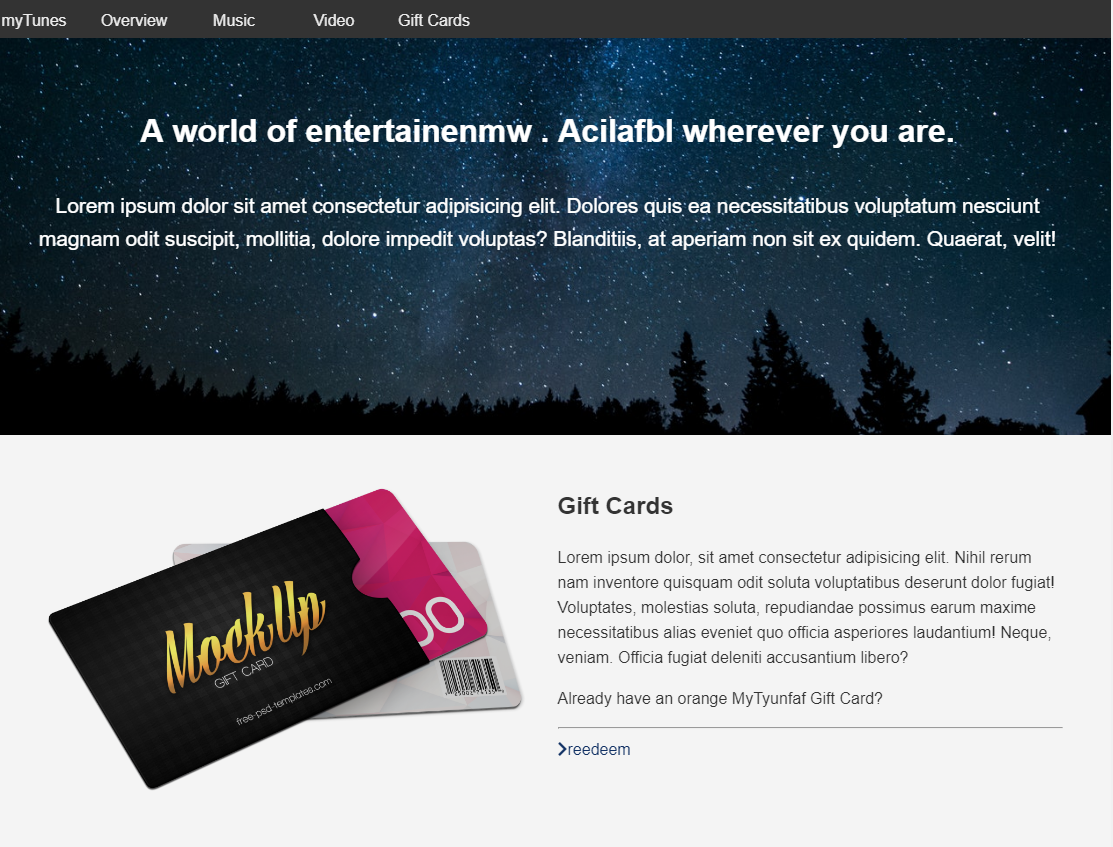 myTunes Overview Music Video Gift Cards
A world of entertainenmw . Acilafbl wherever you are.
Lorem ipsum dolor sit amet consectetur adipisicing elit. Dolores quis ea necessitatibus voluptatum nesciunt
magnam odit suscipit, mollitia, dolore impedit voluptas? Blanditiis, at aperiam non sit ex quidem. Quaerat, velit!
Gift Cards
Lorem ipsum dolor, sit amet consectetur adipisicing elit. Nihil rerum
nam inventore quisquam odit soluta voluptatibus deserunt dolor fugiat!
Voluptates, molestias soluta, repudiandae possimus earum maxime
necessitatibus alias eveniet quo officia asperiores laudantium! Neque,
veniam. Officia fugiat deleniti accusantium libero?
Already have an orange MyTyunfaf Gift Card?
reedeem
MockUp
GIFT CARD
free-psd-templates.com
00